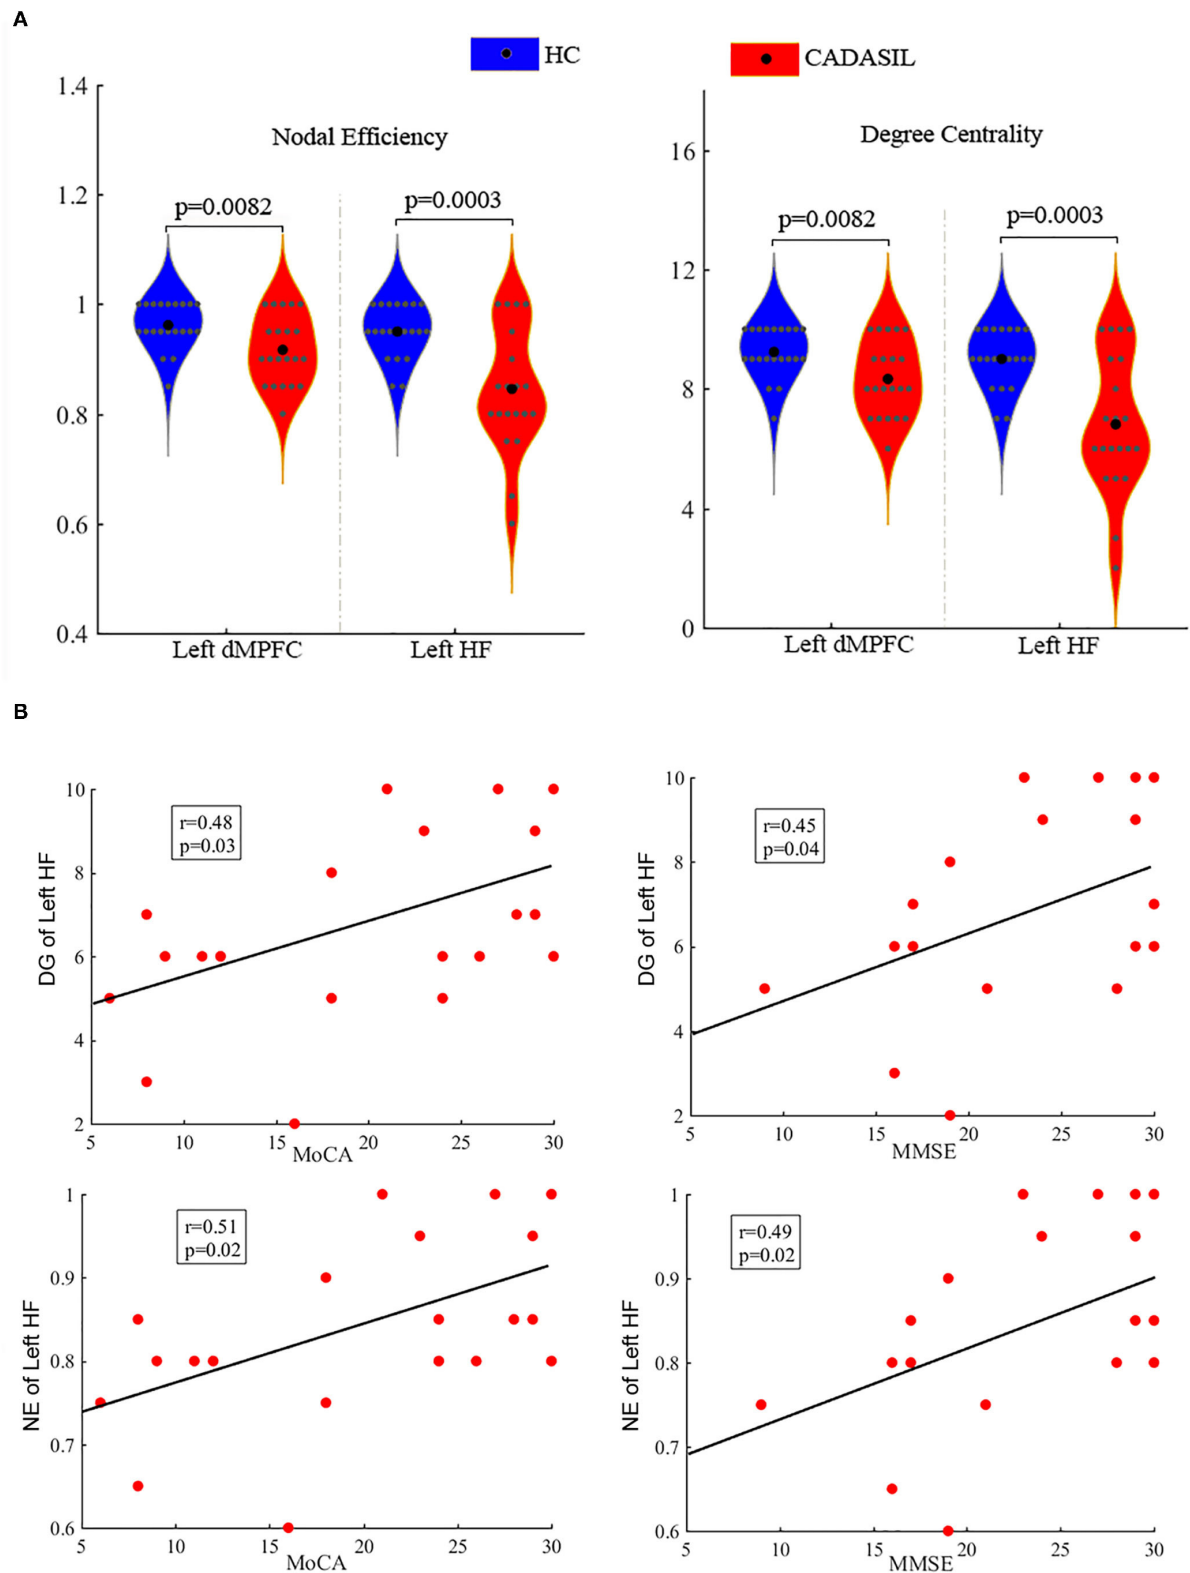 A
HC
CADASIL
Nodal Efficiency
1.4
1.2
1
0.8
0.6
0.4
p=0.0082
p=0.0003
Left dMPFC
Left HF
Degree Centrality
16
12
8
4
0
p=0.0082
p=0.0003
Left dMPFC
Left HF
B
DG of Left HF
10
8
6
4
2
r=0.48
p=0.03
5 10 15 20 25 30
MoCA
DG of Left HF
10
8
6
4
2
r=0.45
p=0.04
5 10 15 20 25 30
MMSE
NE of Left HF
1
0.9
0.8
0.7
0.6
r=0.51
p=0.02
5 10 15 20 25 30
MoCA
NE of Left HF
1
0.9
0.8
0.7
0.6
r=0.49
p=0.02
5 10 15 20 25 30
MMSE